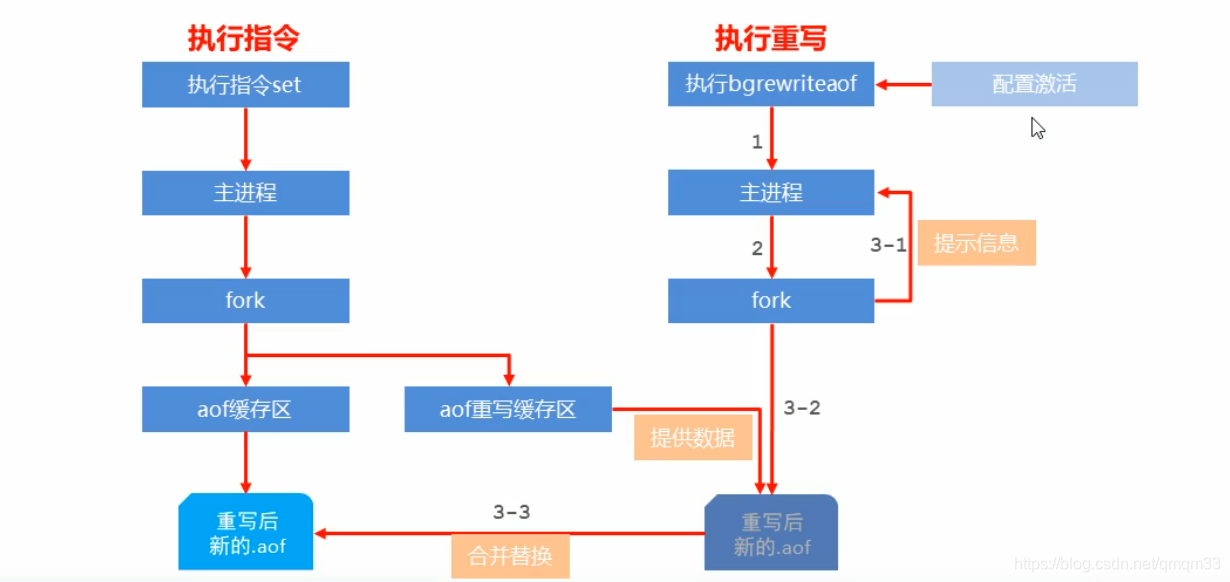 执行指令
执行重写
执行指令set
执行bgrewriteaof
配置激活
1
主进程
主进程
2
3-1
提示信息
fork
fork
aof缓存区
aof重写缓存区
3-2
提供数据
重写后
新的.aof
3-3
合并替换
重写后
新的.aof
https://blog.csdn.net/qmqm33